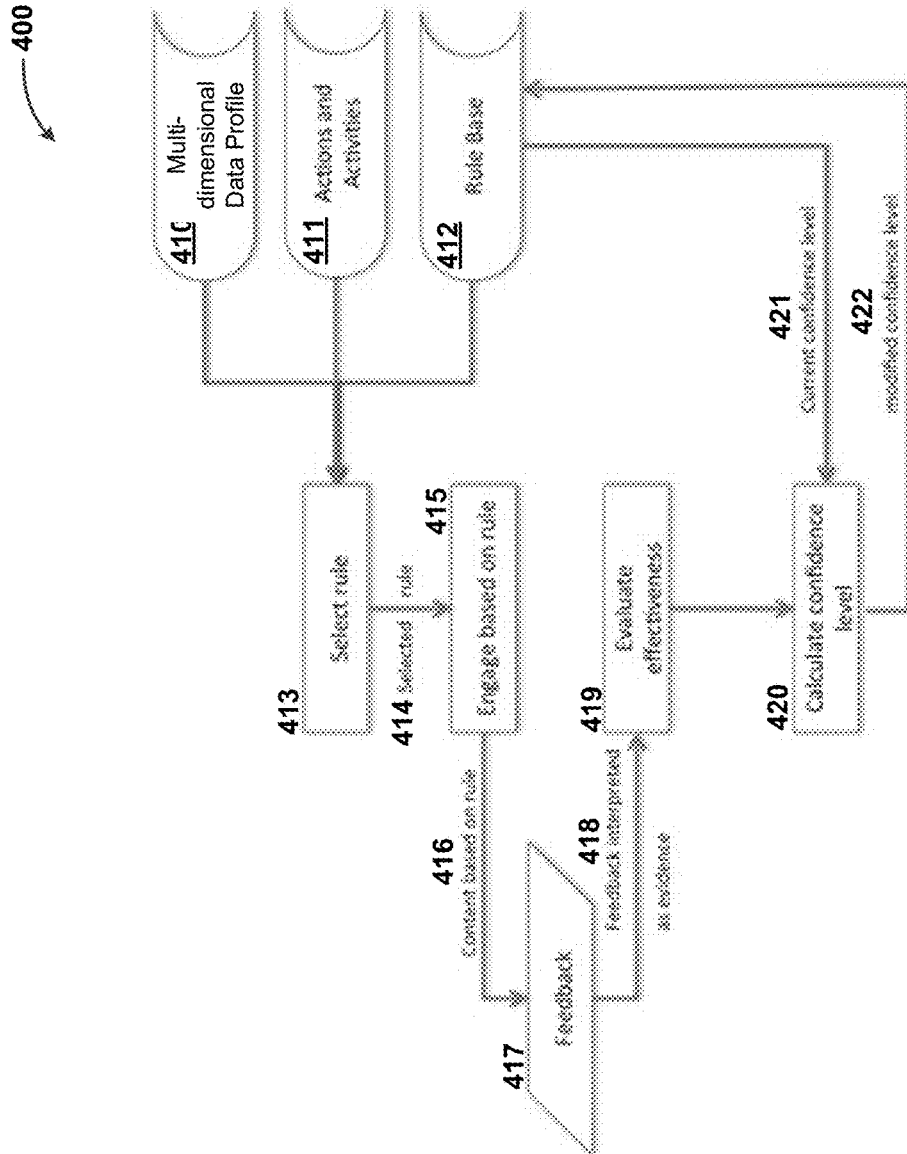 400
410
Multi-
dimensional
Data Profile
411
Actions and
Activities
412
Rule Base
413
Select rule
414 Selected rule
415
Engage based on rule
416
Content based on rule
417
Feedback
418
Feedback interpreted
as evidence
419
Evaluate
effectiveness
420
Calculate confidence
level
421
Current confidence level
422
modified confidence level